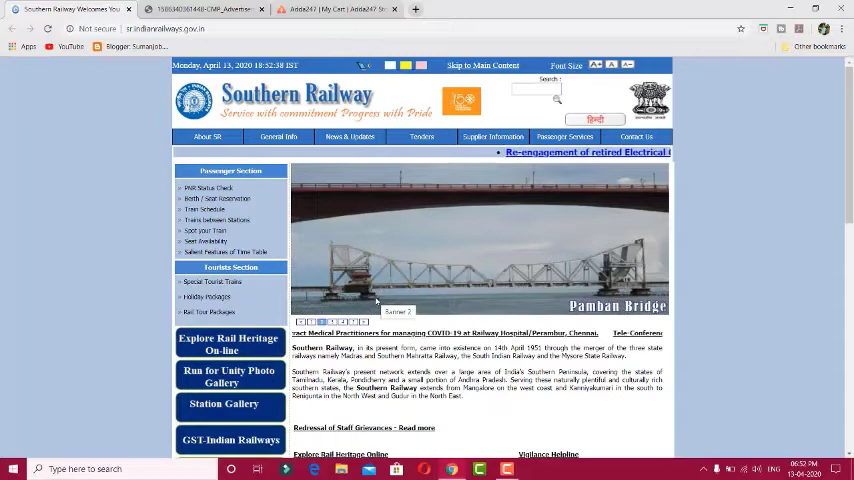 Southern Railway Welcomes You
1586340361448-CMP_Advertise
Adda247 | My Cart | Adda247 St
Not secure | sr.indianrailways.gov.in
Apps YouTube Blogger: Sumanjo... Other bookmarks
Monday, April 13, 2020 18:52:38 IST
Skip to Main Content Font Size A+ A A-
Search :
Southern Railway
Service with commitment Progress with Pride
हिन्दी
About SR General Info News & Updates Tenders Supplier Information Passenger Services Contact Us
• Re-engagement of retired Electrical
Passenger Section
» PNR Status Check
» Berth / Seat Reservation
» Train Schedule
» Trains between Stations
» Spot your Train
» Seat Availability
» Salient Features of Time Table
Tourists Section
» Special Tourist Trains
» Holiday Packages
» Rail Tour Packages
Explore Rail Heritage
On-line
Run for Unity Photo
Gallery
Station Gallery
GST-Indian Railways
Pamban Bridge
Banner 2
ract Medical Practitioners for managing COVID-19 at Railway Hospital/Perambur, Chennai. Tele Conferenc
Southern Railway, in its present form, came into existence on 14th April 1951 through the merger of the three state
railways namely Madras and Southern Mahratta Railway, the South Indian Railway and the Mysore State Railway.
Southern Railway's present network extends over a large area of India's Southern Peninsula, covering the states of
Tamilnadu, Kerala, Pondicherry and a small portion of Andhra Pradesh. Serving these naturally plentiful and culturally rich
southern states, the Southern Railway extends from Mangalore on the west coast and Kanniyakumari in the south to
Renigunta in the North West and Gudur in the North East.
Redressal of Staff Grievances - Read more
Explore Rail Heritage Online Vigilance Helpline
Type here to search
ENG
06:52 PM
13-04-2020